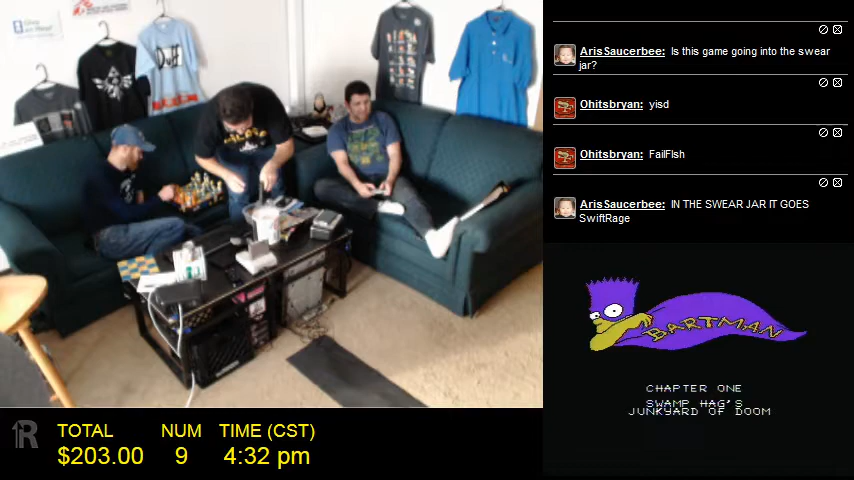 Duff
ArisSaucerbee: Is this game going into the swear
jar?
Ohitsbryan: yisd
Ohitsbryan: FailFIsh
ArisSaucerbee: IN THE SWEAR JAR IT GOES
SwiftRage
BARTMAN
CHAPTER ONE
SWAMP HAG'S
JUNKYARD OF DOOM
R
TOTAL NUM TIME (CST)
$203.00 9 4:32 pm